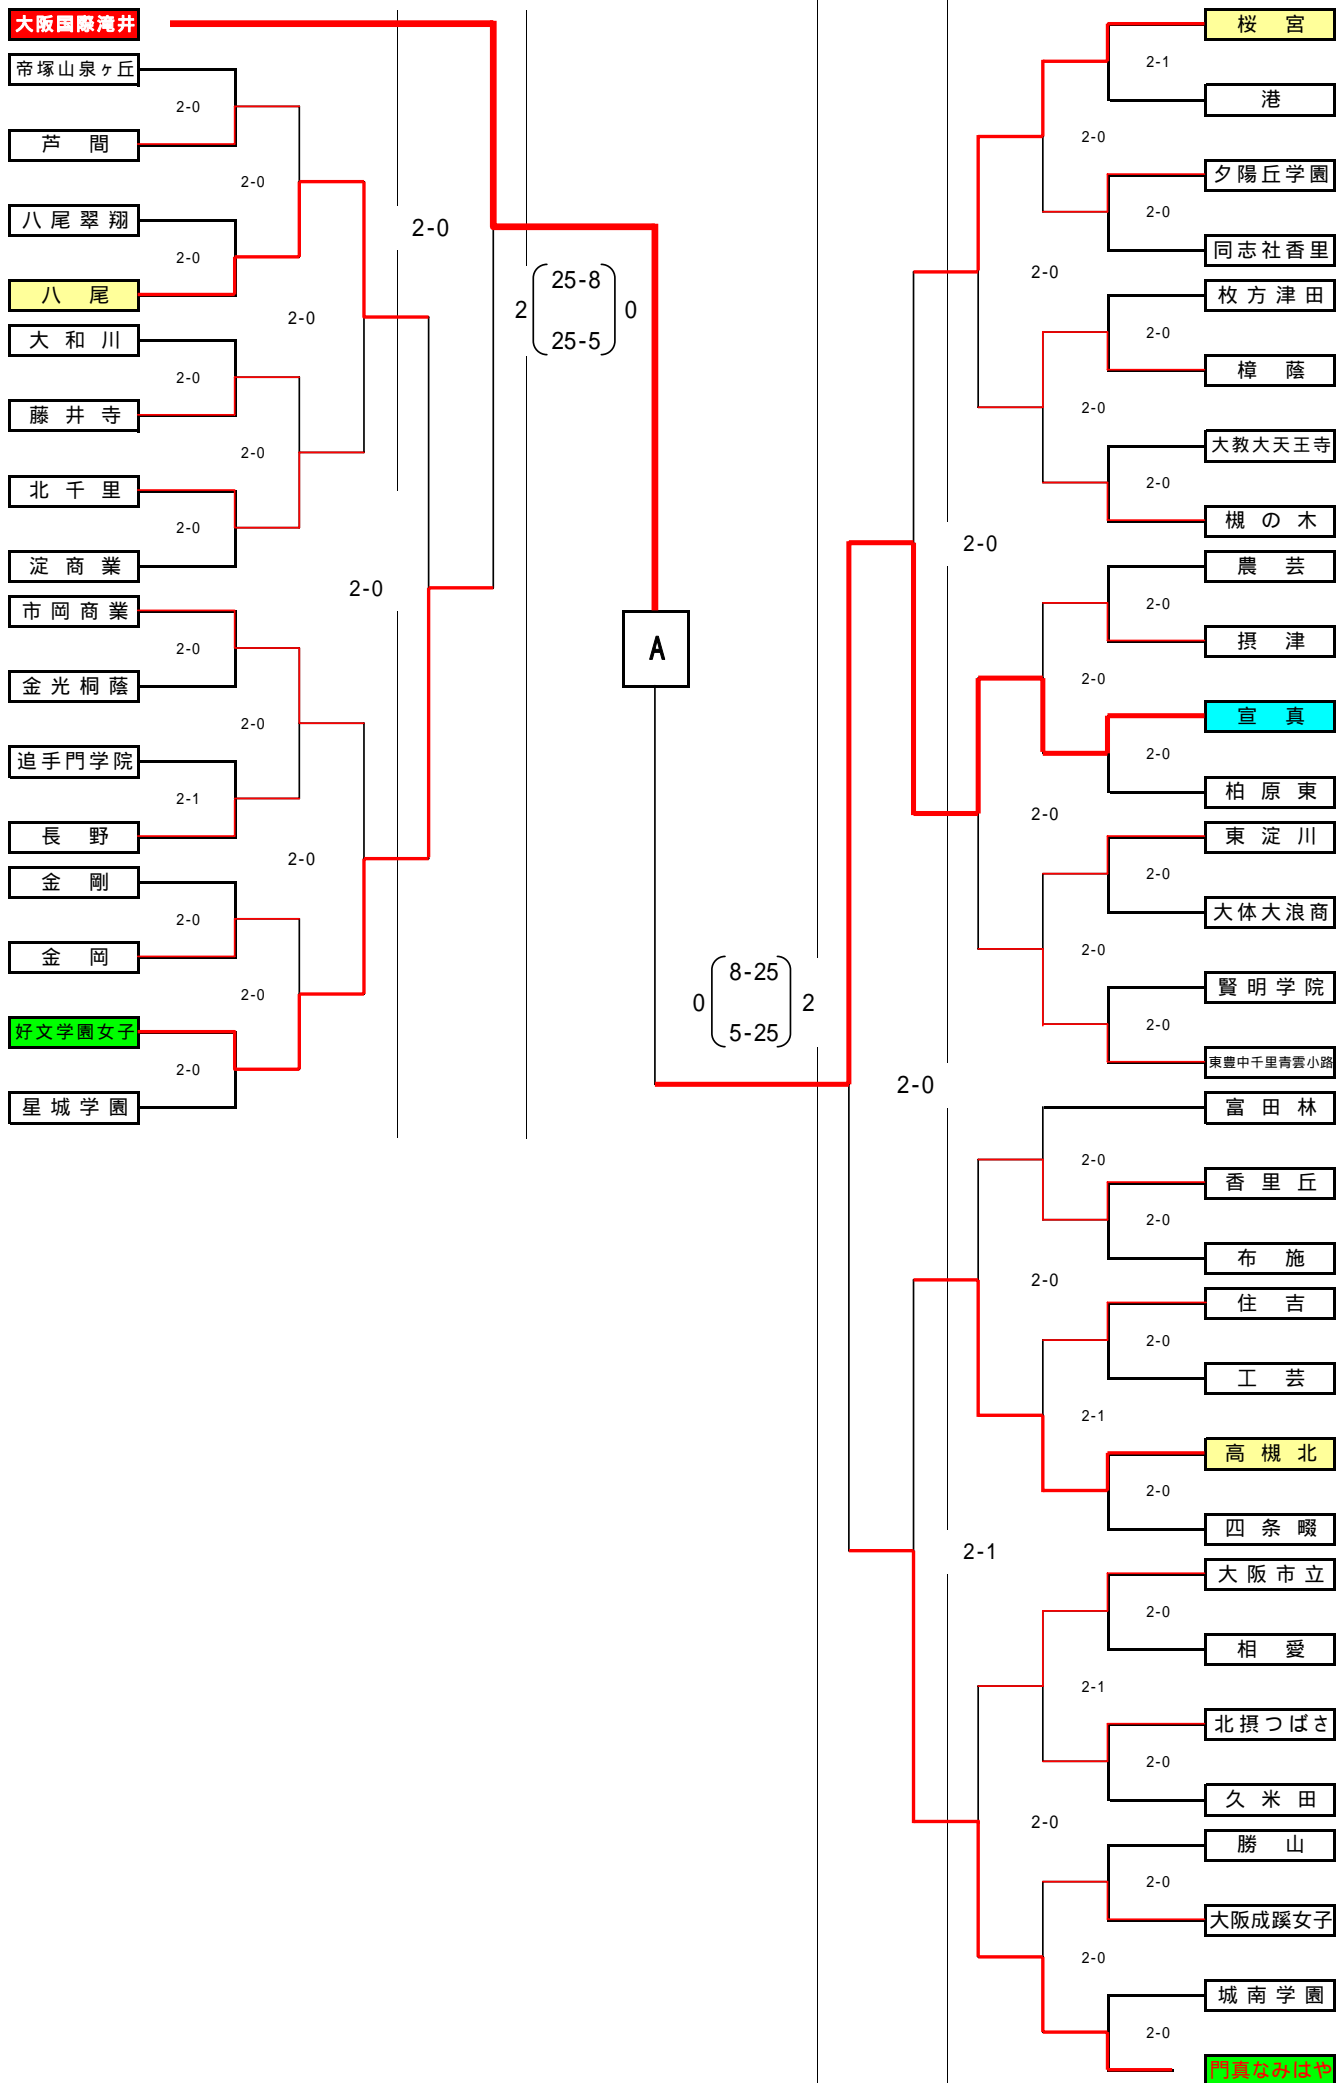 大阪国際滝井
帝塚山泉ヶ丘
2-0
芦間
2-0
八尾翠翔
2-0
八尾
2-0
大和川
2-0
藤井寺
2-0
北千里
2-0
淀商業
2-0
市岡商業
2-0
金光桐蔭
2-0
追手門学院
2-1
長野
2-0
金剛
2-0
金岡
2-0
好文学園女子
2-0
星城学園
2-0
25-8
2 0
25-5
A
8-25
0 2
5-25
2-0
2-0
2-1
桜宮
2-1
港
2-0
夕陽丘学園
2-0
同志社香里
2-0
枚方津田
2-0
樟蔭
2-0
大教大天王寺
2-0
槻の木
農芸
2-0
摂津
2-0
宣真
2-0
柏原東
2-0
東淀川
2-0
大体大浪商
2-0
賢明学院
2-0
東豊中千里青雲小路
富田林
2-0
香里丘
2-0
布施
2-0
住吉
2-0
工芸
2-1
高槻北
2-0
四条畷
大阪市立
2-0
相愛
2-1
北摂つばさ
2-0
久米田
2-0
勝山
2-0
大阪成蹊女子
2-0
城南学園
2-0
門真なみはや